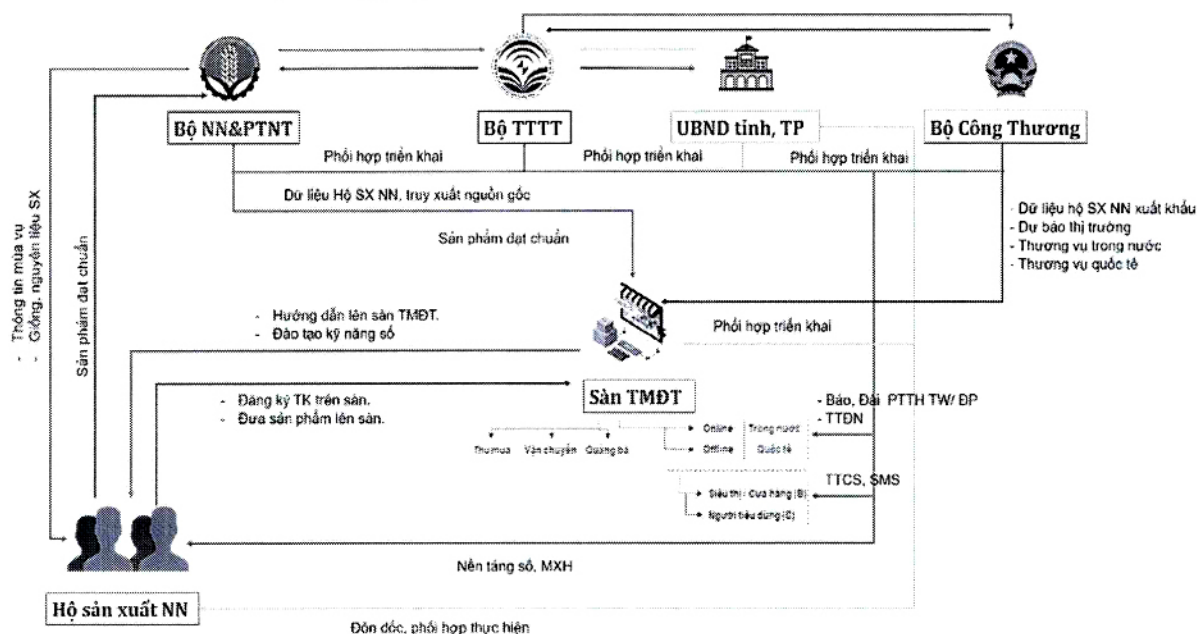 Bộ NN&PTNT
Bộ TTTT
UBND tỉnh, TP
Bộ Công Thương
Phối hợp triển khai
Phối hợp triển khai
Phối hợp triển khai
Dữ liệu Hộ SX NN, truy xuất nguồn gốc
Sản phẩm đạt chuẩn
- Dữ liệu hộ SX NN xuất khẩu
- Dự báo thị trường
- Thương vụ trong nước
- Thương vụ quốc tế
- Thông tin mùa vụ
- Giống, nguyên liệu SX
Sản phẩm đạt chuẩn
- Hướng dẫn lên sàn TMĐT.
- Đào tạo kỹ năng số
Phối hợp triển khai
- Đăng ký TK trên sàn.
- Đưa sản phẩm lên sàn.
Sàn TMĐT
- Báo, Đài PTTH TW/ ĐP
- TTĐN
Thu mua
Vận chuyển
Quảng bá
Online
Offline
Trong nước
Quốc tế
TTCS, SMS
Siêu thị - Cửa hàng (B)
Người tiêu dùng (C)
Nền tảng số, MXH
Hộ sản xuất NN
Đôn đốc, phối hợp thực hiện